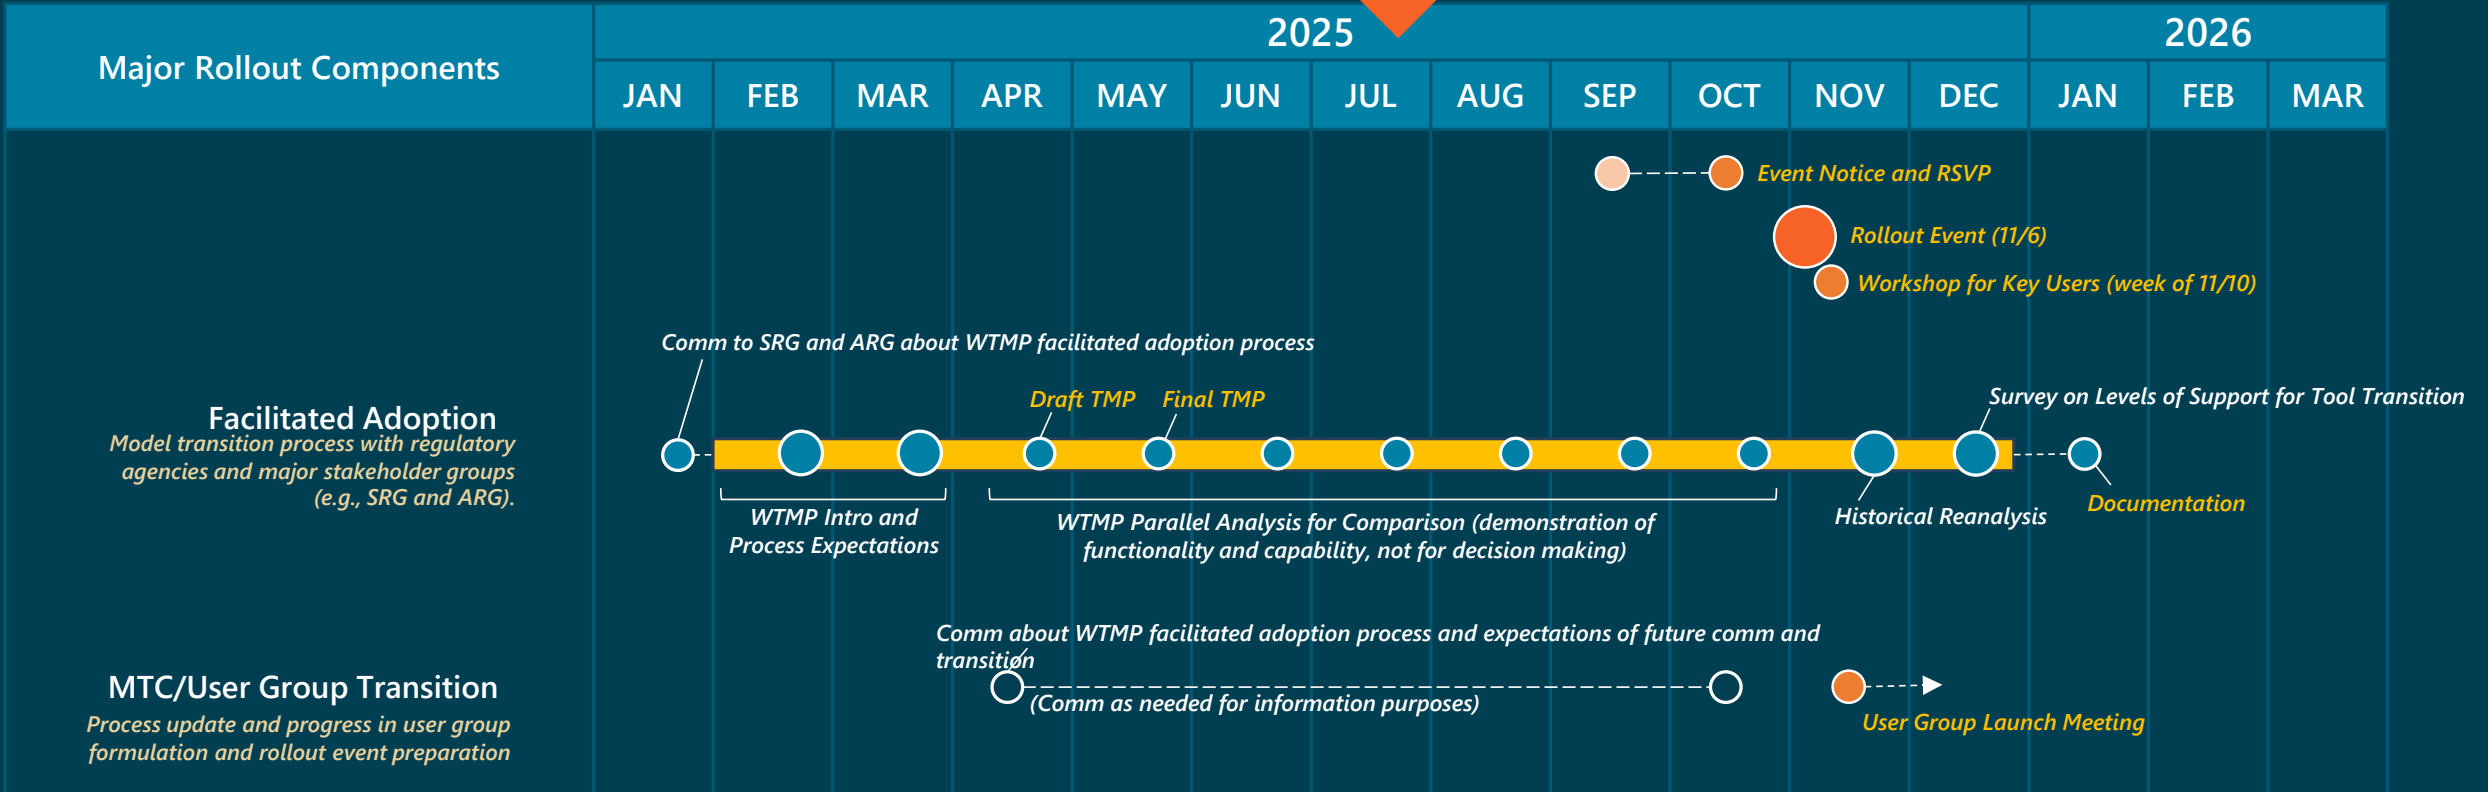 Major Rollout Components
2025
2026
JAN
FEB
MAR
APR
MAY
JUN
JUL
AUG
SEP
OCT
NOV
DEC
JAN
FEB
MAR
Event Notice and RSVP
Rollout Event (11/6)
Workshop for Key Users (week of 11/10)
Facilitated Adoption
Model transition process with regulatory
agencies and major stakeholder groups
(e.g., SRG and ARG).
Comm to SRG and ARG about WTMP facilitated adoption process
Draft TMP
Final TMP
Survey on Levels of Support for Tool Transition
WTMP Intro and
Process Expectations
WTMP Parallel Analysis for Comparison (demonstration of
functionality and capability, not for decision making)
Historical Reanalysis
Documentation
MTC/User Group Transition
Process update and progress in user group
formulation and rollout event preparation
Comm about WTMP facilitated adoption process and expectations of future comm and
transition
(Comm as needed for information purposes)
User Group Launch Meeting